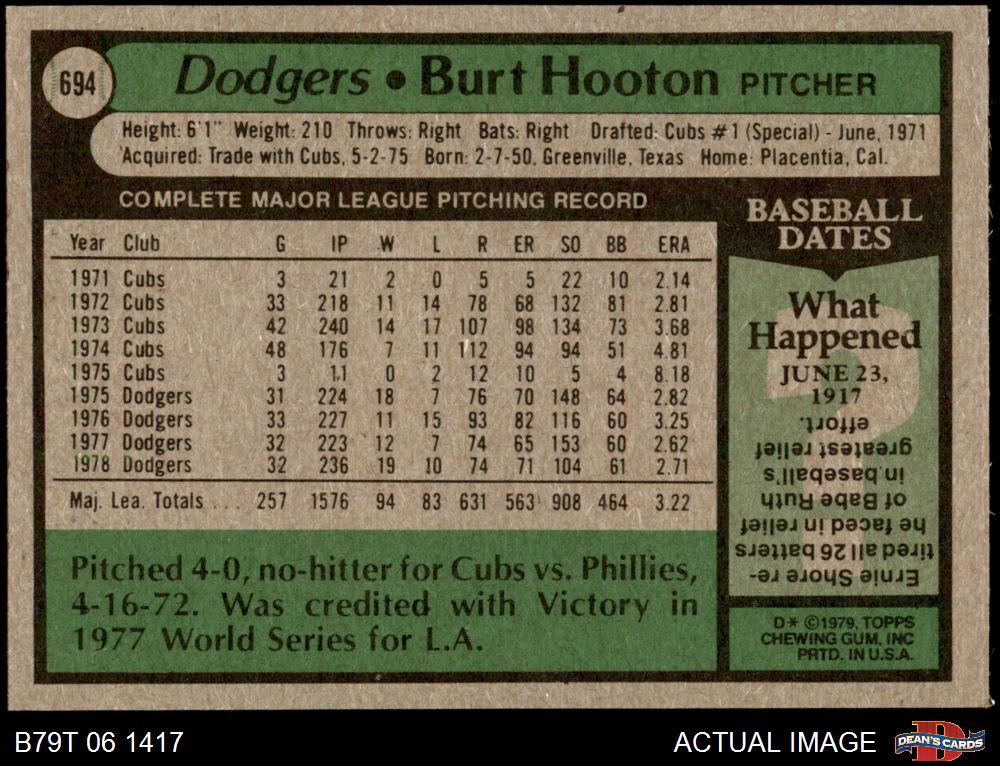 694
Dodgers • Burt Hooton PITCHER
Height: 6'1" Weight: 210 Throws: Right Bats: Right Drafted: Cubs #1 (Special) - June, 1971
Acquired: Trade with Cubs, 5-2-75 Born: 2-7-50, Greenville, Texas Home: Placentia, Cal.
COMPLETE MAJOR LEAGUE PITCHING RECORD
Year Club G IP W L R ER SO BB ERA
1971 Cubs 3 21 2 0 5 5 22 10 2.14
1972 Cubs 33 218 11 14 78 68 132 81 2.81
1973 Cubs 42 240 14 17 107 98 134 73 3.68
1974 Cubs 48 176 7 11 112 94 94 51 4.81
1975 Cubs 3 11 0 2 12 10 5 4 8.18
1975 Dodgers 31 224 18 7 76 70 148 64 2.82
1976 Dodgers 33 227 11 15 93 82 116 60 3.25
1977 Dodgers 32 223 12 7 74 65 153 60 2.62
1978 Dodgers 32 236 19 10 74 71 104 61 2.71
Maj. Lea. Totals ... 257 1576 94 83 631 563 908 464 3.22
Pitched 4-0, no-hitter for Cubs vs. Phillies,
4-16-72. Was credited with Victory in
1977 World Series for L.A.
BASEBALL
DATES
What
Happened
JUNE 23,
1917
?
Ernie Shore re-
tired all 26 batters
he faced in relief
of Babe Ruth
in baseball's
greatest relief
effort.
D* ©1979, TOPPS
CHEWING GUM, INC
PRTD. IN U.S.A.
B79T 06 1417
ACTUAL IMAGE
D
DEAN'S CARDS